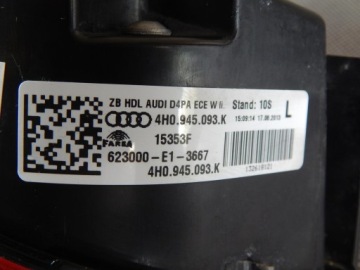 ZB HDL AUDI D4PA ECE W R. Stand: 10S
4H0.945.093.K 15:09:14 17.08.2010 L
FAREA 15353F
623000-E1-3667
4H0.945.093.K